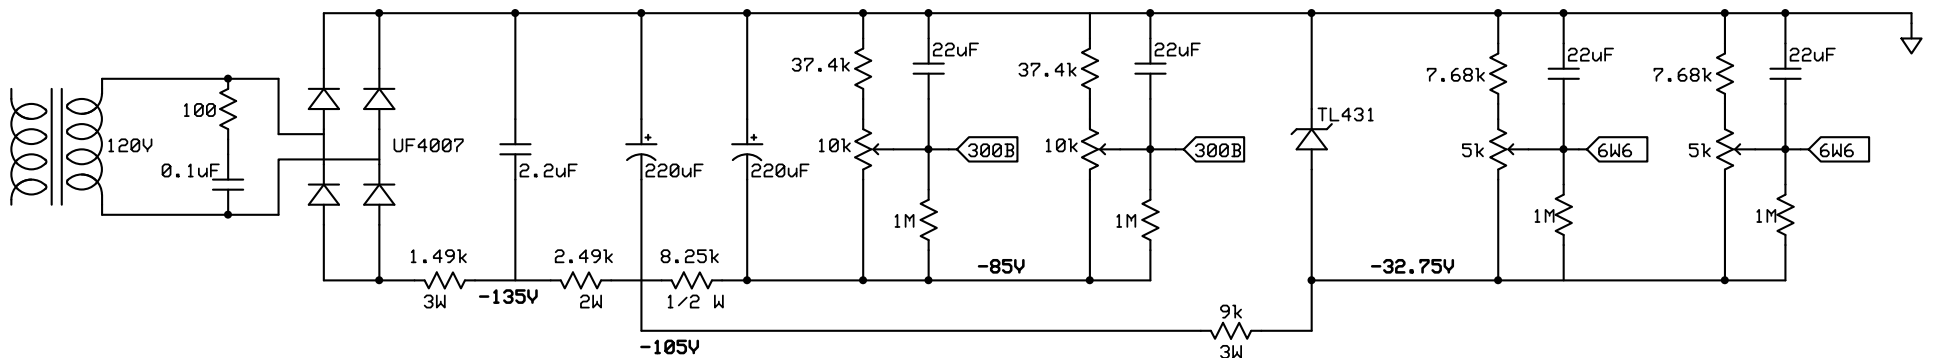 100
0.1uF
120V
UF4007
1.49k
3W
-135V
2.2uF
2.49k
2W
+
220uF
8.25k
1/2 W
+
220uF
-105V
37.4k
10k
22uF
300B
1M
-85V
37.4k
10k
22uF
300B
1M
9k
3W
TL431
-32.75V
7.68k
5k
22uF
6W6
1M
7.68k
5k
22uF
6W6
1M